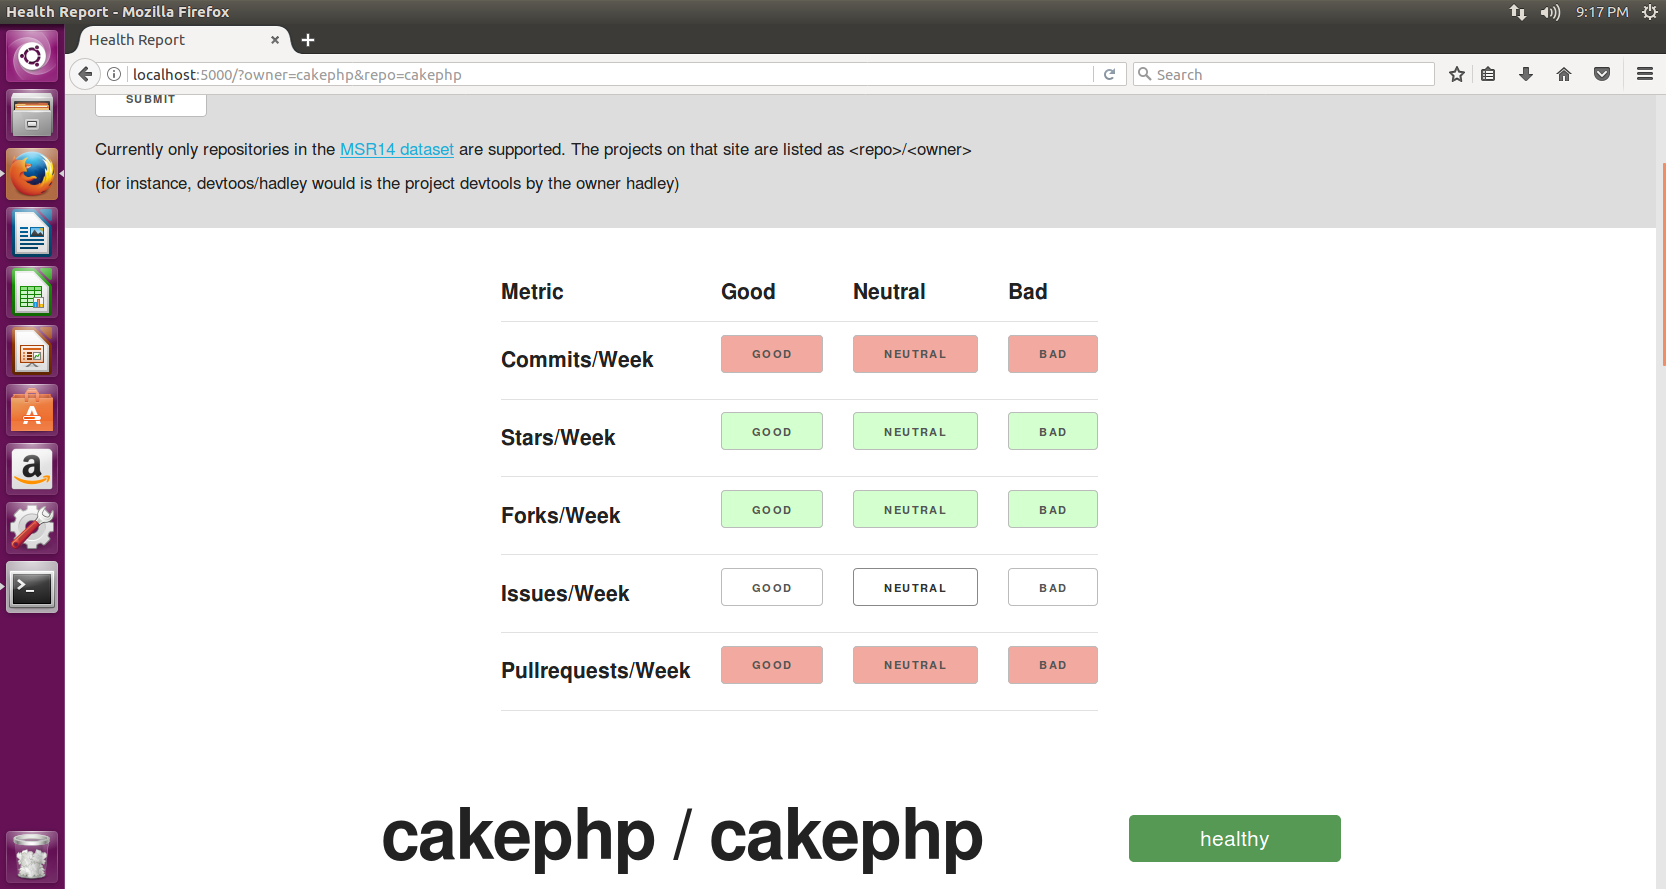 Health Report - Mozilla Firefox
9:17 PM
Health Report
localhost:5000/?owner=cakephp&repo=cakephp
Search
SUBMIT
Currently only repositories in the MSR14 dataset are supported. The projects on that site are listed as <repo>/<owner>
(for instance, devtoos/hadley would is the project devtools by the owner hadley)
Metric Good Neutral Bad
Commits/Week GOOD NEUTRAL BAD
Stars/Week GOOD NEUTRAL BAD
Forks/Week GOOD NEUTRAL BAD
Issues/Week GOOD NEUTRAL BAD
Pullrequests/Week GOOD NEUTRAL BAD
cakephp / cakephp
healthy